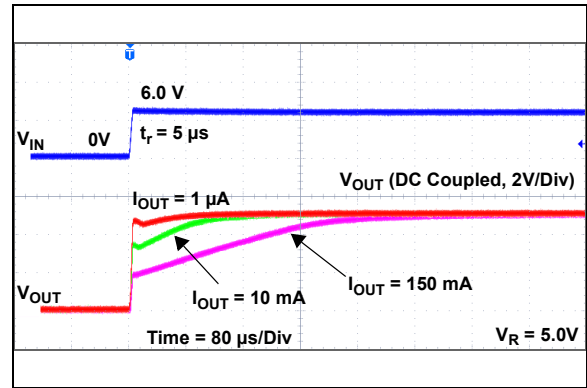 T
6.0 V
V_IN 0V
t_r = 5 µs
V_OUT (DC Coupled, 2V/Div)
I_OUT = 1 µA
I_OUT = 10 mA
I_OUT = 150 mA
V_OUT
Time = 80 µs/Div
V_R = 5.0V